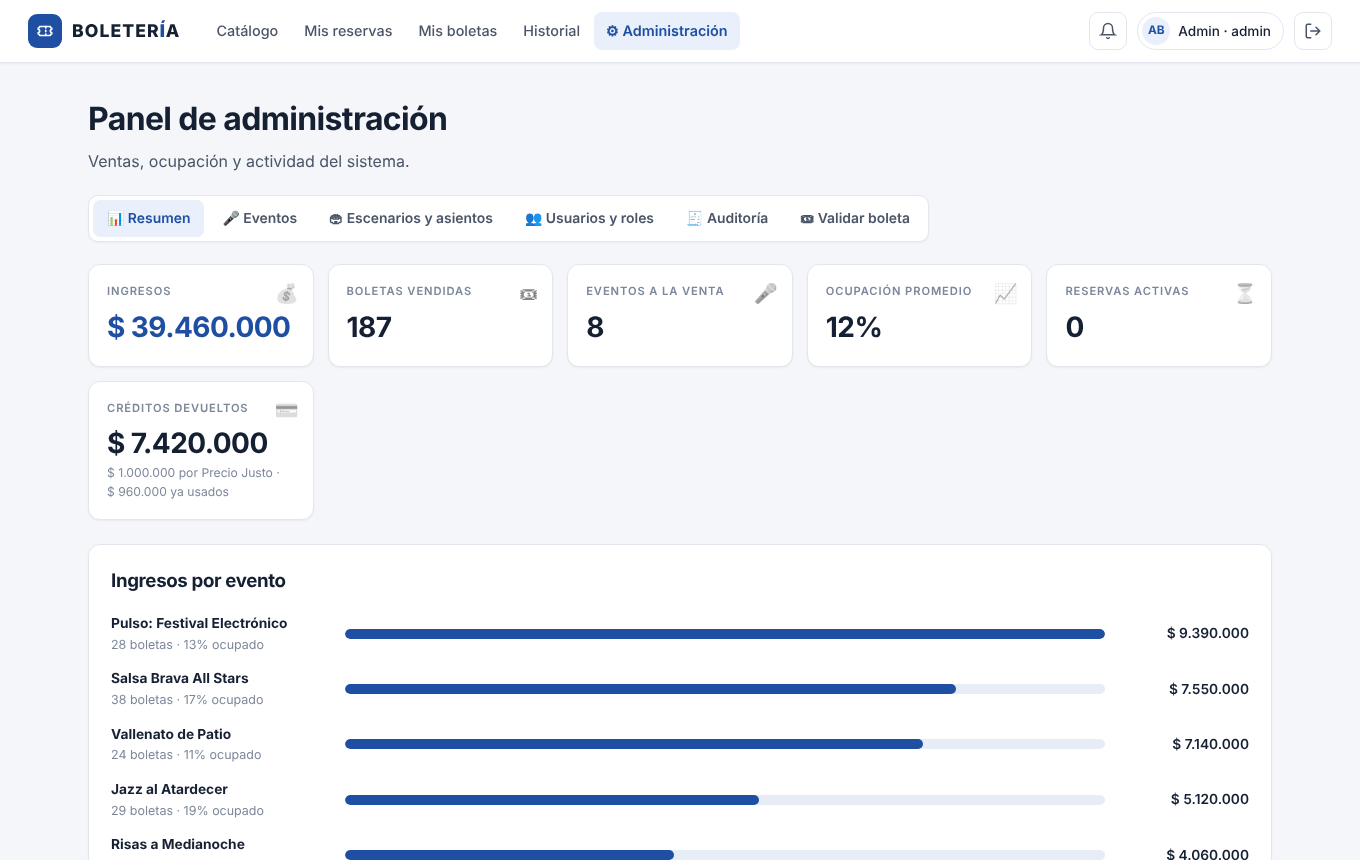 BOLETERÍA
Catálogo
Mis reservas
Mis boletas
Historial
Administración
AB
Admin · admin
Panel de administración
Ventas, ocupación y actividad del sistema.
Resumen
Eventos
Escenarios y asientos
Usuarios y roles
Auditoría
Validar boleta
INGRESOS
$ 39.460.000
BOLETAS VENDIDAS
187
EVENTOS A LA VENTA
8
OCUPACIÓN PROMEDIO
12%
RESERVAS ACTIVAS
0
CRÉDITOS DEVUELTOS
$ 7.420.000
$ 1.000.000 por Precio Justo ·
$ 960.000 ya usados
Ingresos por evento
Pulso: Festival Electrónico
28 boletas · 13% ocupado
$ 9.390.000
Salsa Brava All Stars
38 boletas · 17% ocupado
$ 7.550.000
Vallenato de Patio
24 boletas · 11% ocupado
$ 7.140.000
Jazz al Atardecer
29 boletas · 19% ocupado
$ 5.120.000
Risas a Medianoche
$ 4.060.000